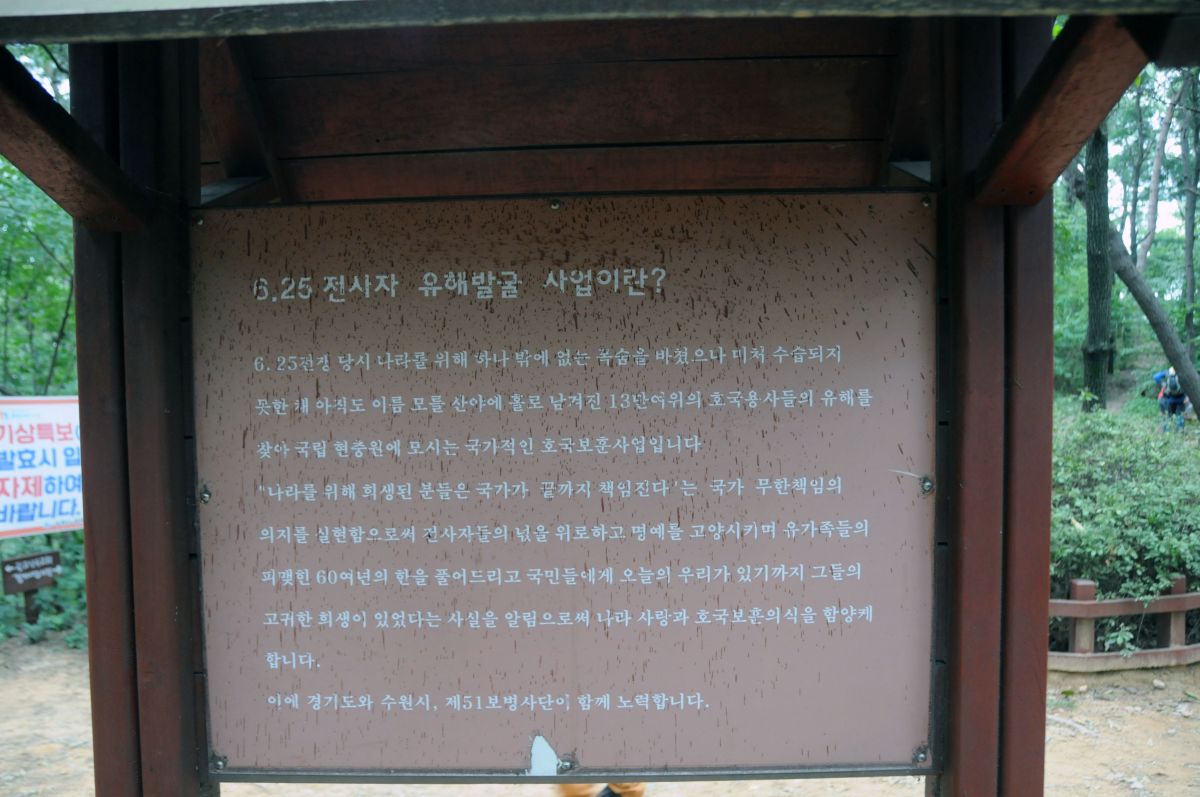 6.25 전사자 유해발굴 사업이란?
6.25전쟁 당시 나라를 위해 하나 밖에 없는 목숨을 바쳤으나 미처 수습되지
못한 채 아직도 이름 모를 산야에 홀로 남겨진 13만여위의 호국용사들의 유해를
찾아 국립 현충원에 모시는 국가적인 호국보훈사업입니다
"나라를 위해 희생된 분들은 국가가 끝까지 책임진다"는 국가 무한책임의
의지를 실현함으로써 전사자들의 넋을 위로하고 명예를 고양시키며 유가족들의
피맺힌 60여년의 한을 풀어드리고 국민들에게 오늘의 우리가 있기까지 그들의
고귀한 희생이 있었다는 사실을 알림으로써 나라 사랑과 호국보훈의식을 함양케
합니다.
이에 경기도와 수원시, 제51보병사단이 함께 노력합니다.
기상특보
발효시 입
자제하여
바랍니다.